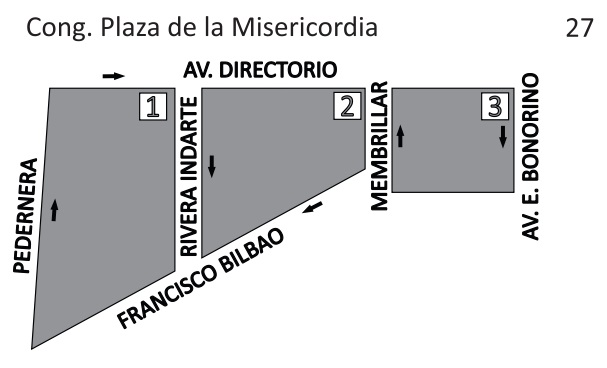 Cong. Plaza de la Misericordia
27
AV. DIRECTORIO
1
2
3
PEDERNERA
RIVERA INDARTE
MEMBRILLAR
AV. E. BONORINO
FRANCISCO BILBAO